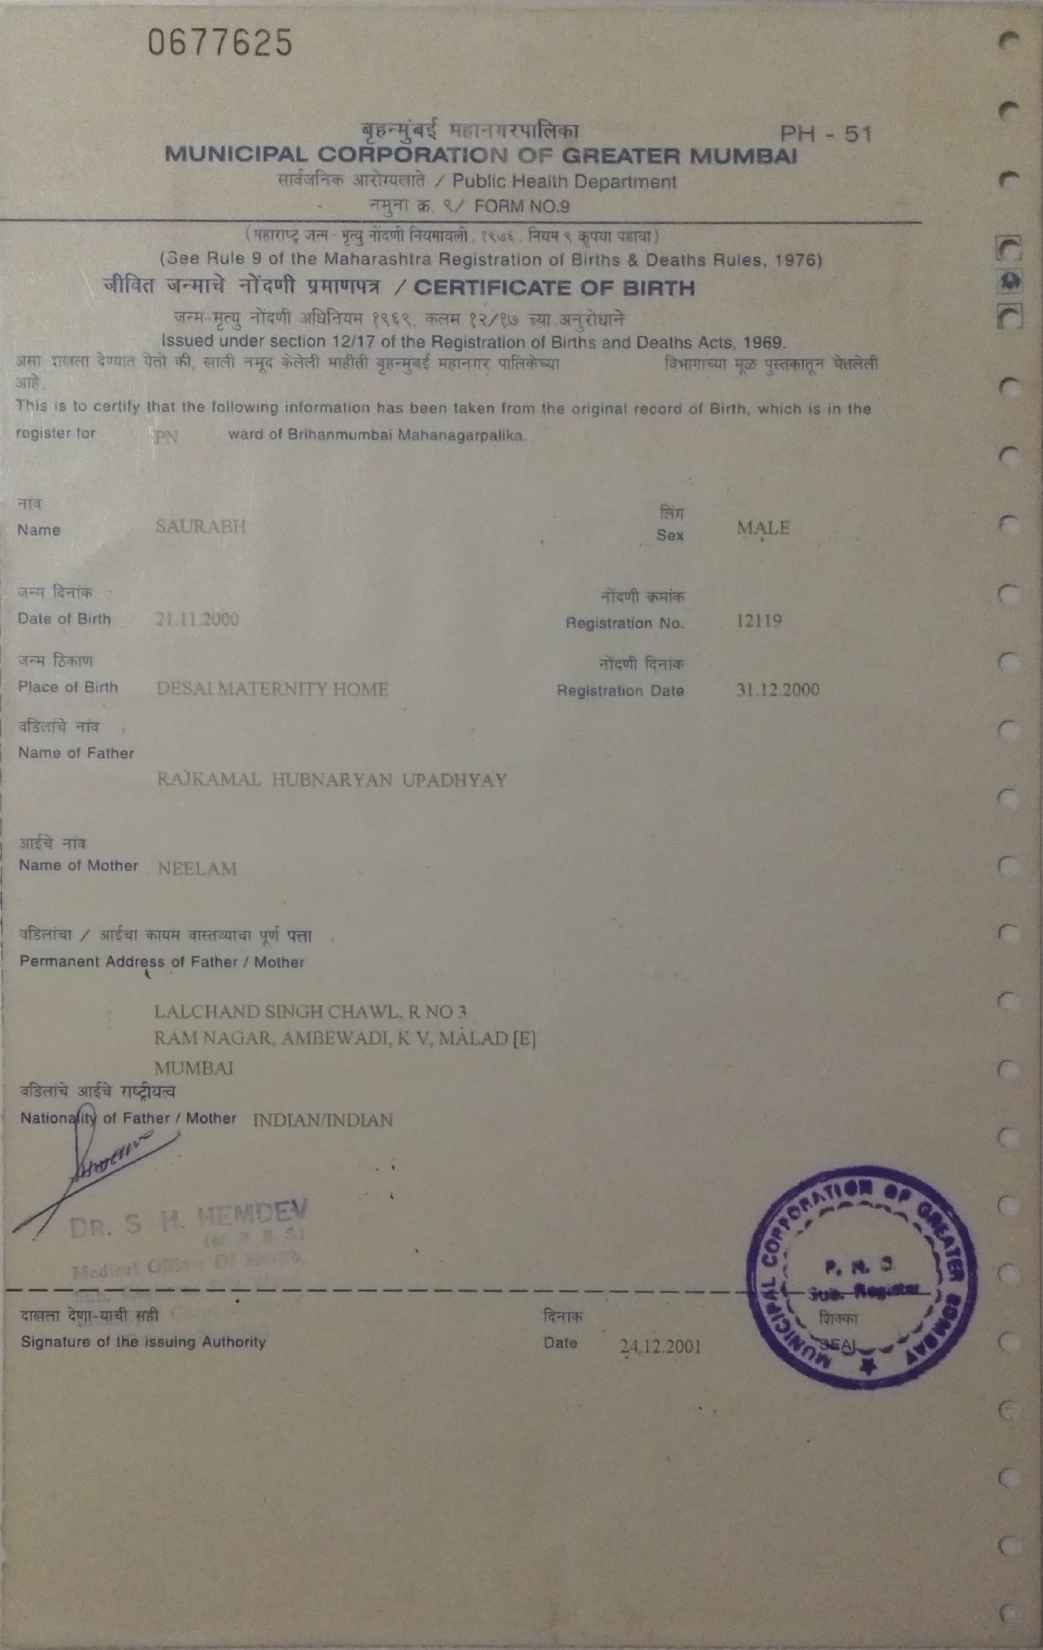 0677625
बृहन्मुंबई महानगरपालिका
PH - 51
MUNICIPAL CORPORATION OF GREATER MUMBAI
सार्वजनिक आरोग्यखाते / Public Health Department
नमुना क्र. ९/ FORM NO.9
(महाराष्ट्र जन्म - मृत्यु नोंदणी नियमावली, १९७६, नियम ९ कृपया पहावा)
(See Rule 9 of the Maharashtra Registration of Births & Deaths Rules, 1976)
जीवित जन्माचे नोंदणी प्रमाणपत्र / CERTIFICATE OF BIRTH
जन्म-मृत्यु नोंदणी अधिनियम १९६९, कलम १२/१७ च्या अनुरोधाने
Issued under section 12/17 of the Registration of Births and Deaths Acts, 1969.
असा दाखला देण्यात येतो की, खाली नमूद केलेली माहीती बृहन्मुंबई महानगर पालिकेच्या विभागाच्या मूळ पुस्तकातून घेतलेली
आहे.
This is to certify that the following information has been taken from the original record of Birth, which is in the
register for PN ward of Brihanmumbai Mahanagarpalika.
नांव
लिंग
Name SAURABH
Sex MALE
जन्म दिनांक
नोंदणी क्रमांक
Date of Birth 21.11.2000
Registration No. 12119
जन्म ठिकाण
नोंदणी दिनांक
Place of Birth DESAI MATERNITY HOME
Registration Date 31.12.2000
वडिलांचे नांव
Name of Father
RAJKAMAL HUBNARYAN UPADHYAY
आईचे नांव
Name of Mother NEELAM
वडिलांचा / आईचा कायम वास्तव्याचा पूर्ण पत्ता
Permanent Address of Father / Mother
LALCHAND SINGH CHAWL, R NO 3
RAM NAGAR, AMBEWADI, K V, MALAD [E]
MUMBAI
वडिलांचे आईचे राष्ट्रीयत्व
Nationality of Father / Mother INDIAN/INDIAN
DR. S H. HEMDEV
(M. B. B. S)
Medical Officer Of Health
MUNICIPAL CORPORATION OF GREATER BOMBAY
Sub. Registrar
दाखला देणा-याची सही
दिनाक
शिक्का
Signature of the issuing Authority
Date 24.12.2001
SEAL